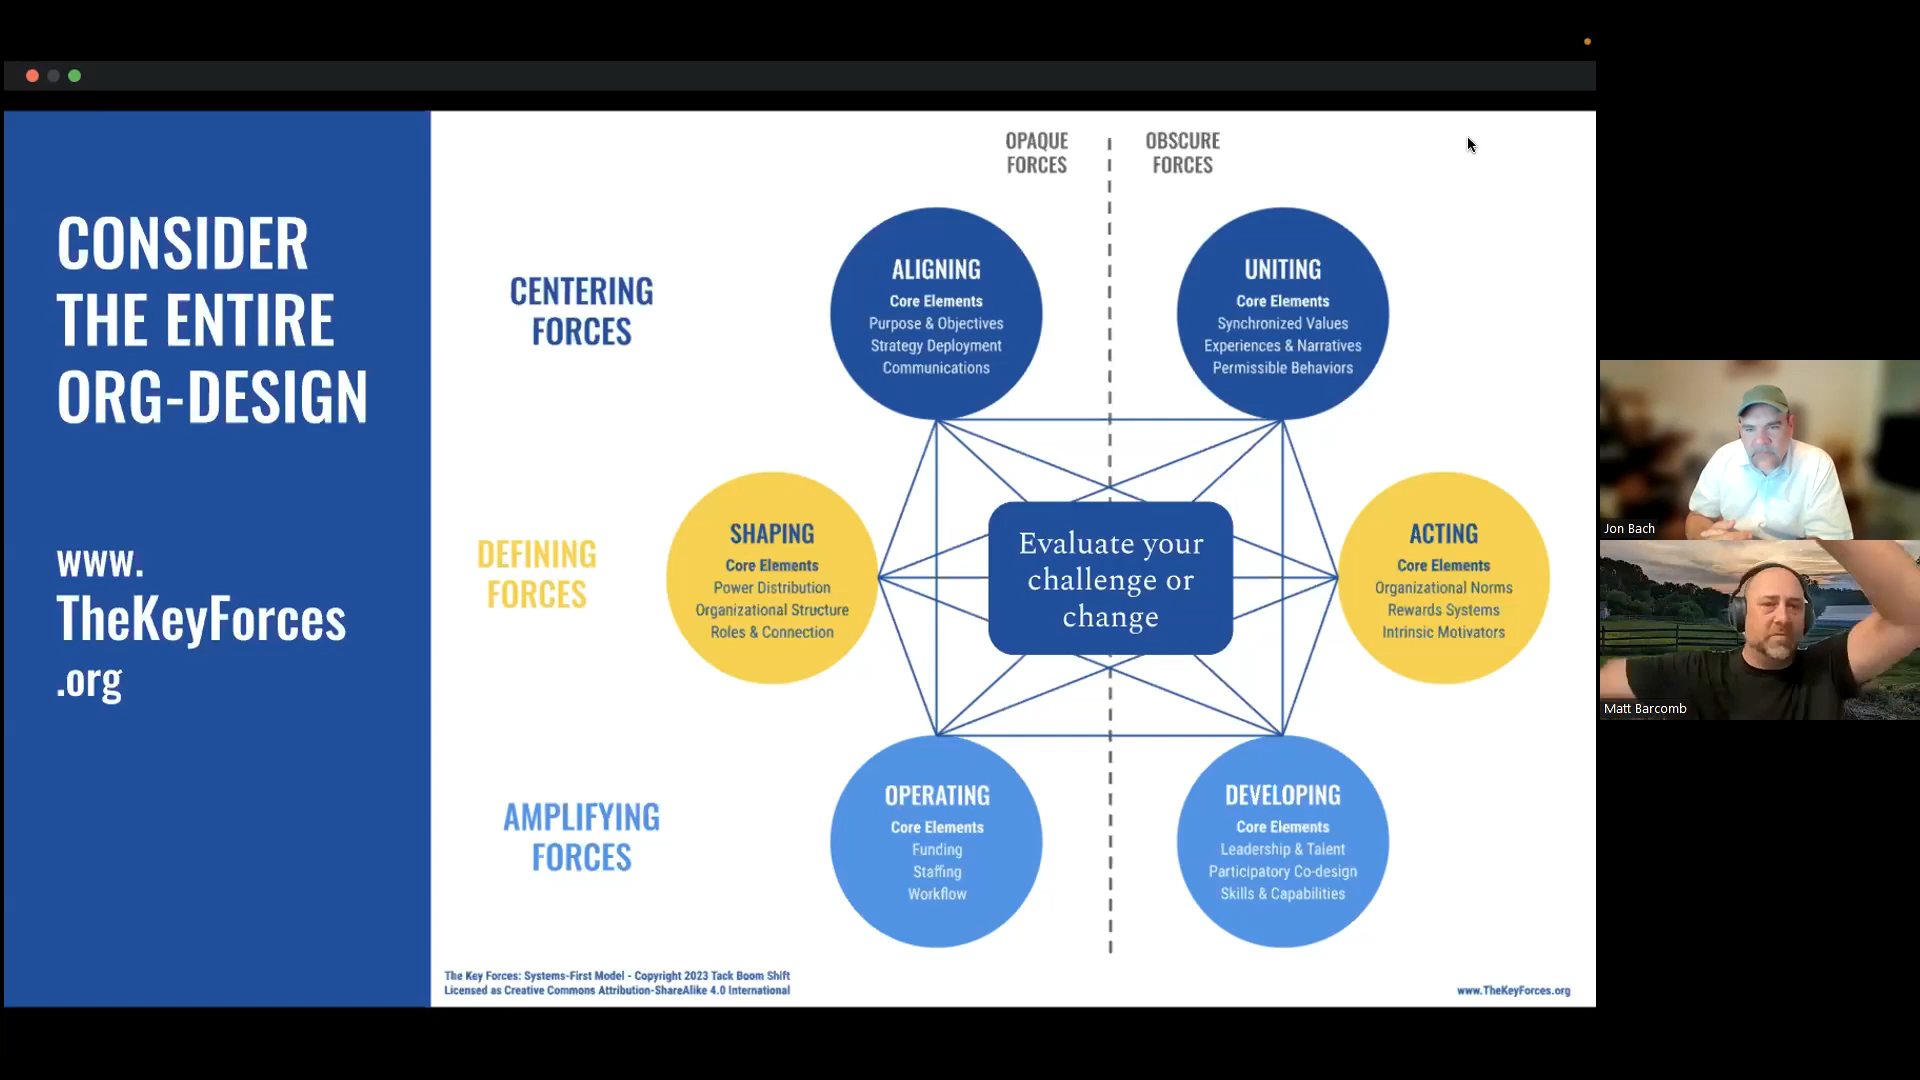 CONSIDER
THE ENTIRE
ORG-DESIGN
www.
TheKeyForces
.org
OPAQUE
FORCES
OBSCURE
FORCES
CENTERING
FORCES
ALIGNING
Core Elements
Purpose & Objectives
Strategy Deployment
Communications
UNITING
Core Elements
Synchronized Values
Experiences & Narratives
Permissible Behaviors
DEFINING
FORCES
SHAPING
Core Elements
Power Distribution
Organizational Structure
Roles & Connection
Evaluate your
challenge or
change
ACTING
Core Elements
Organizational Norms
Rewards Systems
Intrinsic Motivators
AMPLIFYING
FORCES
OPERATING
Core Elements
Funding
Staffing
Workflow
DEVELOPING
Core Elements
Leadership & Talent
Participatory Co-design
Skills & Capabilities
The Key Forces: Systems-First Model - Copyright 2023 Tack Boom Shift
Licensed as Creative Commons Attribution-ShareAlike 4.0 International
www.TheKeyForces.org
Jon Bach
Matt Barcomb